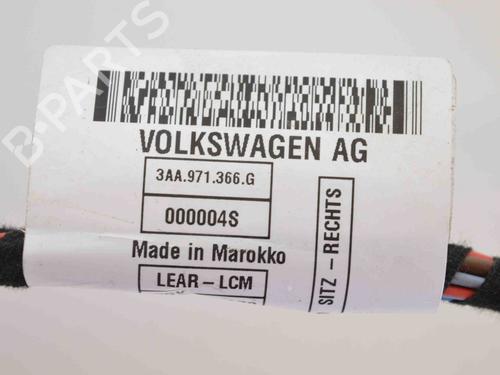 B-PARTS
VOLKSWAGEN AG
3AA.971.366.G
000004S
Made in Marokko
LEAR-LCM
SITZ - RECHTS